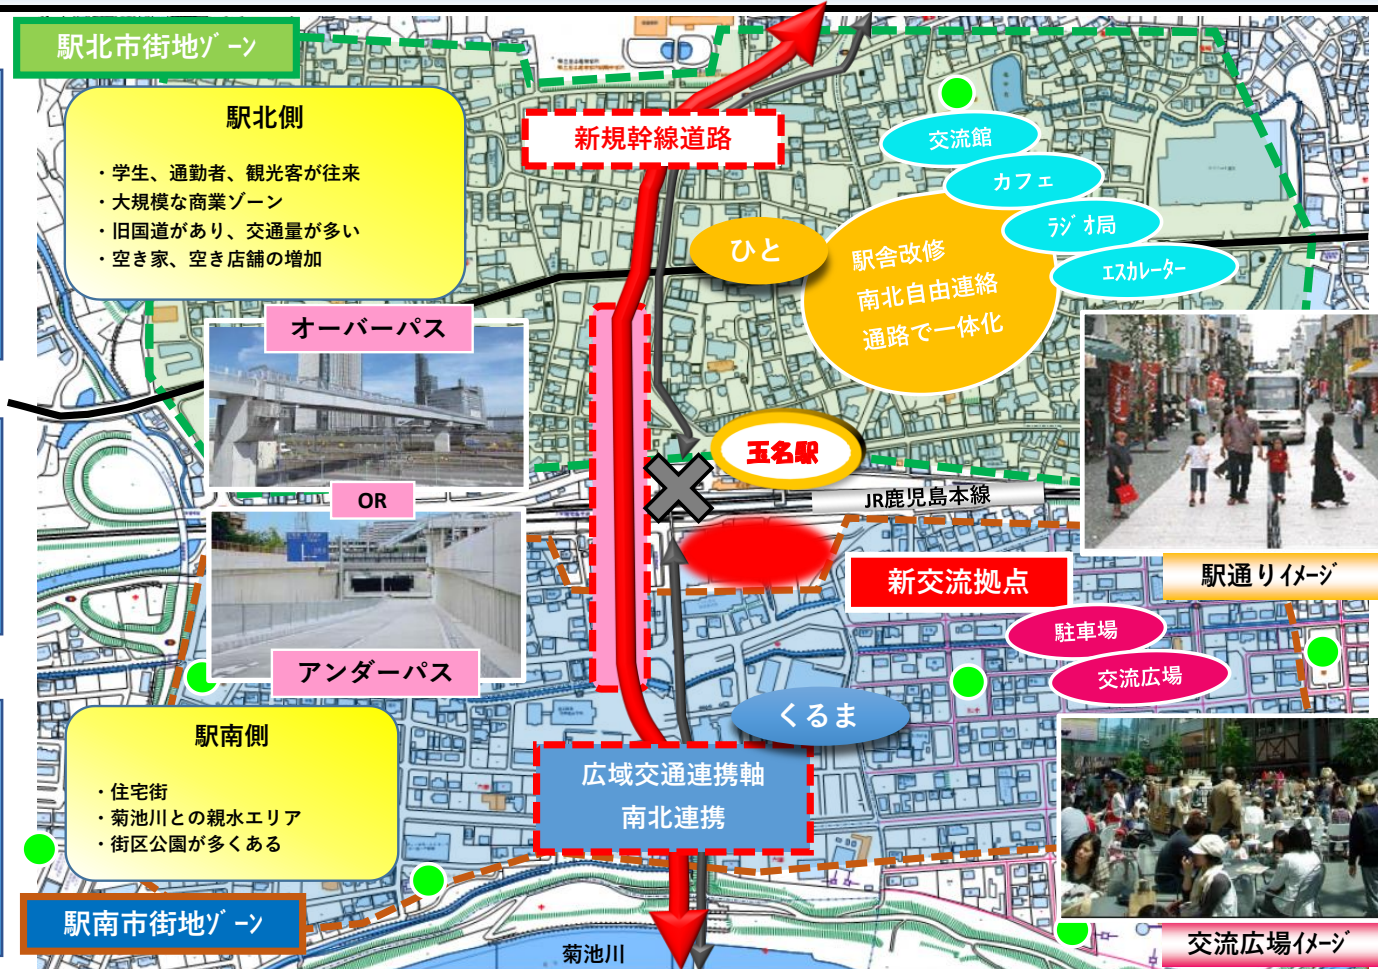 駅北市街地ｿﾞｰﾝ
駅北側
・学生、通勤者、観光客が往来
・大規模な商業ゾーン
・旧国道があり、交通量が多い
・空き家、空き店舗の増加
新規幹線道路
交流館
カフェ
ﾗｼﾞｵ局
ｴｽｶﾚｰﾀｰ
ひと
駅舎改修
南北自由連絡
通路で一体化
オーバーパス
OR
アンダーパス
玉名駅
JR鹿児島本線
新交流拠点
駅通りｲﾒｰｼﾞ
駐車場
交流広場
くるま
広域交通連携軸
南北連携
駅南側
・住宅街
・菊池川との親水エリア
・街区公園が多くある
駅南市街地ｿﾞｰﾝ
菊池川
交流広場ｲﾒｰｼﾞ